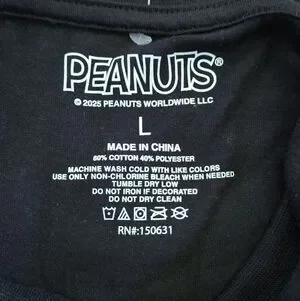 PEANUTS®
© 2025 PEANUTS WORLDWIDE LLC
L
MADE IN CHINA
60% COTTON 40% POLYESTER
MACHINE WASH COLD WITH LIKE COLORS
USE ONLY NON-CHLORINE BLEACH WHEN NEEDED
TUMBLE DRY LOW
DO NOT IRON IF DECORATED
DO NOT DRY CLEAN
RN#:150631